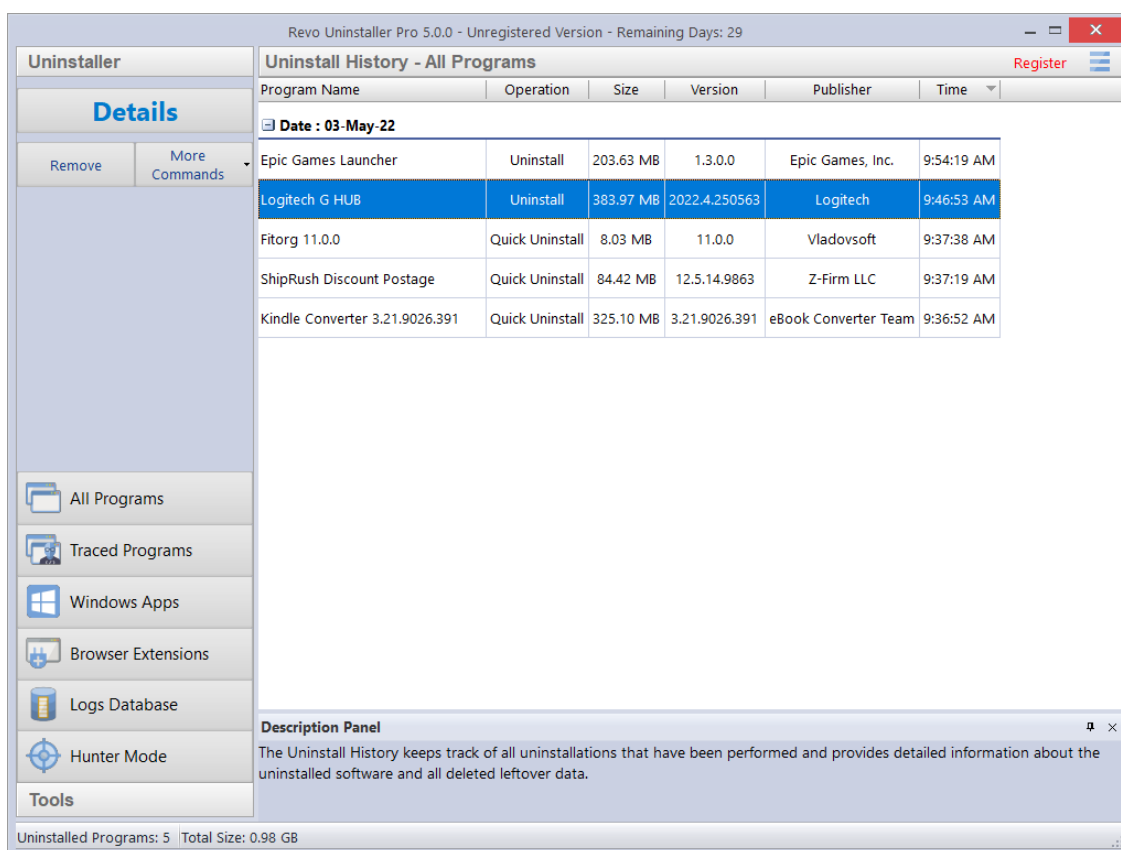 Revo Uninstaller Pro 5.0.0 - Unregistered Version - Remaining Days: 29
Uninstaller
Uninstall History - All Programs
Register
Details
Remove
More
Commands
Program Name Operation Size Version Publisher Time
Date : 03-May-22
Epic Games Launcher Uninstall 203.63 MB 1.3.0.0 Epic Games, Inc. 9:54:19 AM
Logitech G HUB Uninstall 383.97 MB 2022.4.250563 Logitech 9:46:53 AM
Fitorg 11.0.0 Quick Uninstall 8.03 MB 11.0.0 Vladovsoft 9:37:38 AM
ShipRush Discount Postage Quick Uninstall 84.42 MB 12.5.14.9863 Z-Firm LLC 9:37:19 AM
Kindle Converter 3.21.9026.391 Quick Uninstall 325.10 MB 3.21.9026.391 eBook Converter Team 9:36:52 AM
All Programs
Traced Programs
Windows Apps
Browser Extensions
Logs Database
Hunter Mode
Tools
Description Panel
The Uninstall History keeps track of all uninstallations that have been performed and provides detailed information about the
uninstalled software and all deleted leftover data.
Uninstalled Programs: 5 Total Size: 0.98 GB